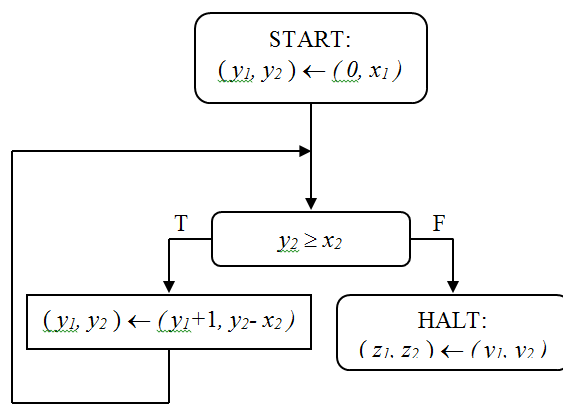 START:
( y₁, y₂ ) ← ( 0, x₁ )
T
F
y₂ ≥ x₂
( y₁, y₂ ) ← ( y₁+1, y₂- x₂ )
HALT:
( z₁, z₂ ) ← ( y₁, y₂ )